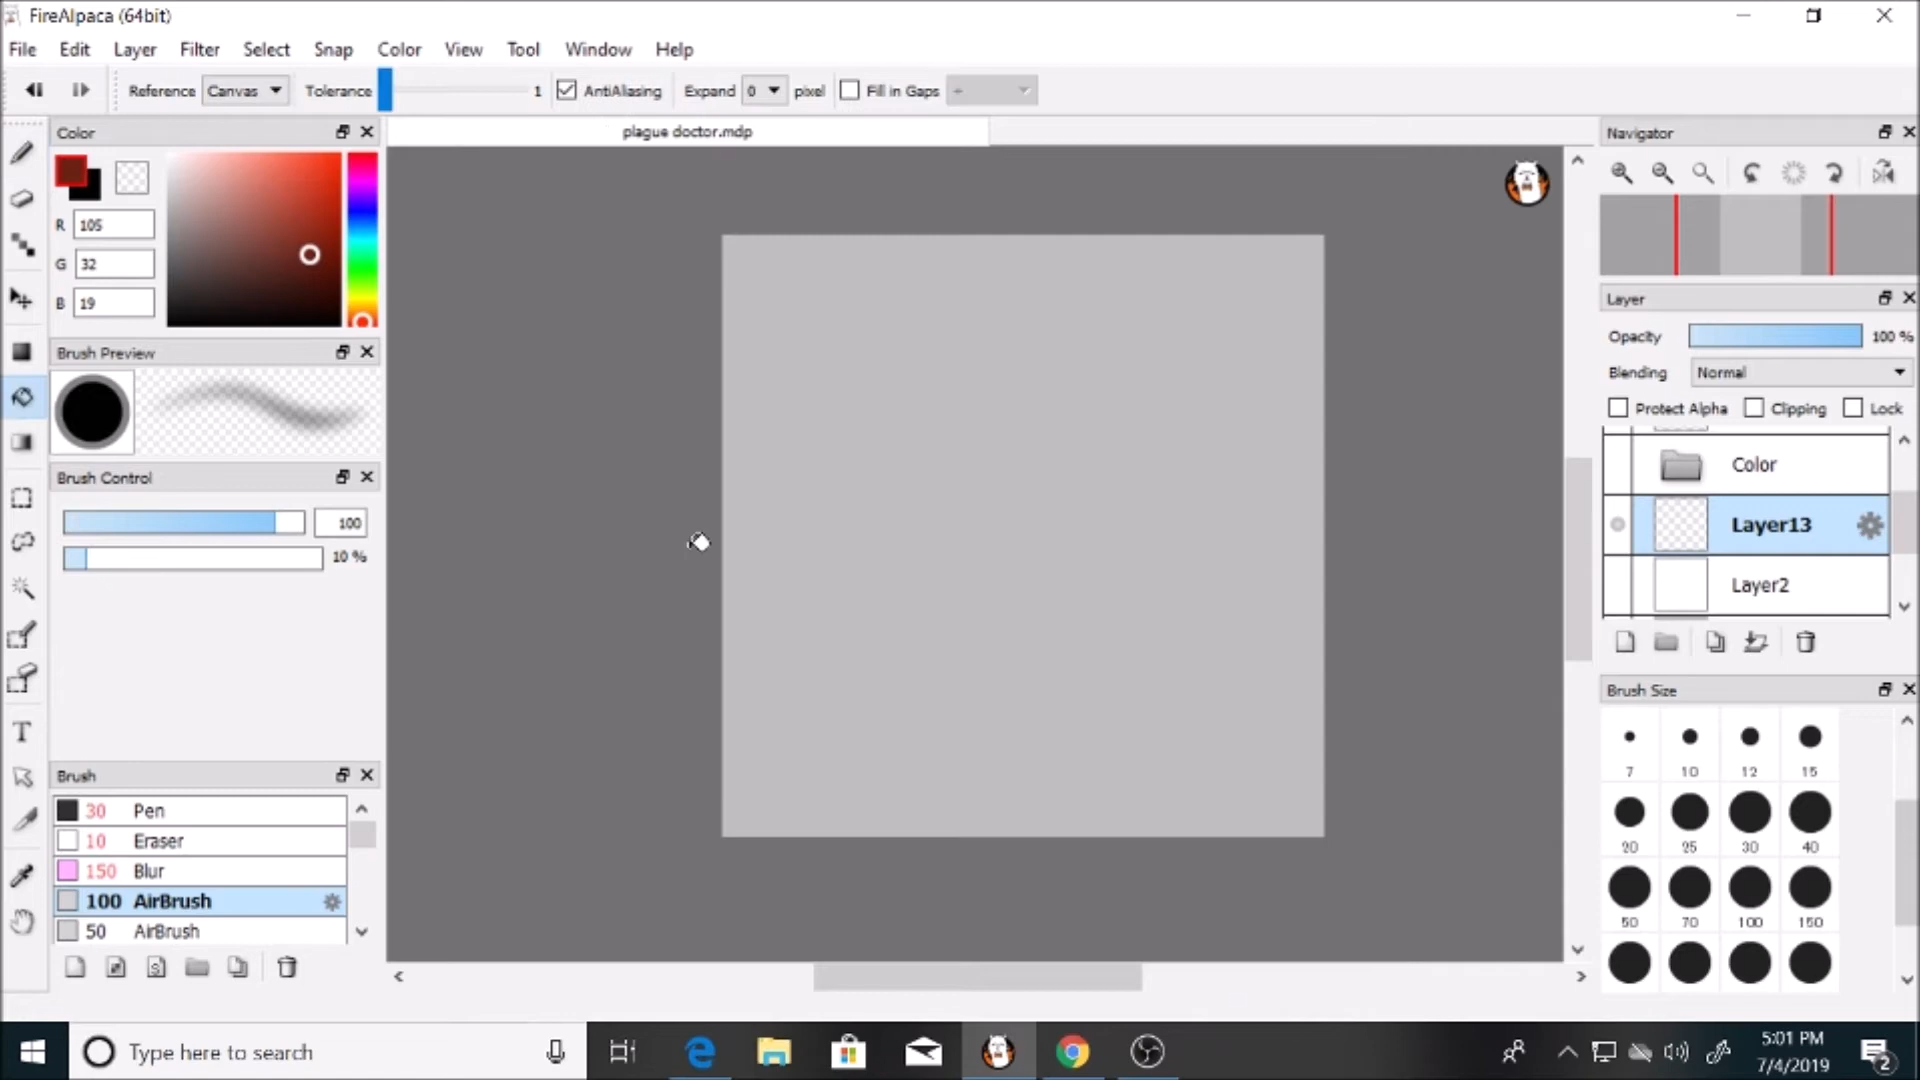 FireAlpaca (64bit)
File Edit Layer Filter Select Snap Color View Tool Window Help
Reference Canvas Tolerance 1 AntiAliasing Expand 0 pixel Fill in Gaps +
Color
R 105
G 32
B 19
Brush Preview
Brush Control
100
10 %
Brush
30 Pen
10 Eraser
150 Blur
100 AirBrush
50 AirBrush
plague doctor.mdp
Navigator
Layer
Opacity 100 %
Blending Normal
Protect Alpha Clipping Lock
Color
Layer13
Layer2
Brush Size
7 10 12 15
20 25 30 40
50 70 100 150
T
Type here to search
5:01 PM
7/4/2019
2